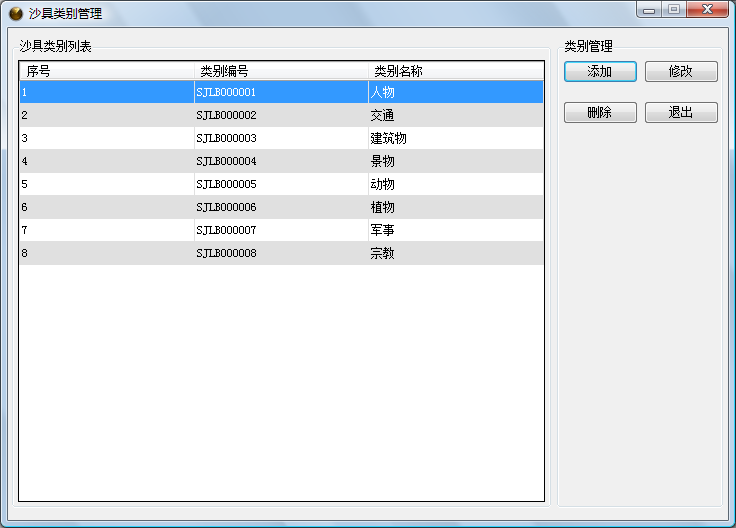 沙具类别管理
沙具类别列表
序号 类别编号 类别名称
1 SJLB000001 人物
2 SJLB000002 交通
3 SJLB000003 建筑物
4 SJLB000004 景物
5 SJLB000005 动物
6 SJLB000006 植物
7 SJLB000007 军事
8 SJLB000008 宗教
类别管理
添加 修改
删除 退出